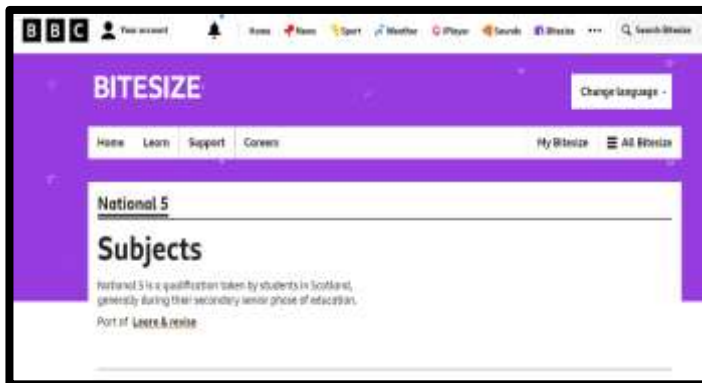 BBC Your account Home News Sport Weather iPlayer Sounds Bitesize Search Bitesize
BITESIZE
Change language
Home Learn Support Careers My Bitesize All Bitesize
National 5
Subjects
National 5 is a qualification taken by students in Scotland,
generally during their secondary senior phase of education.
Part of Learn & revise